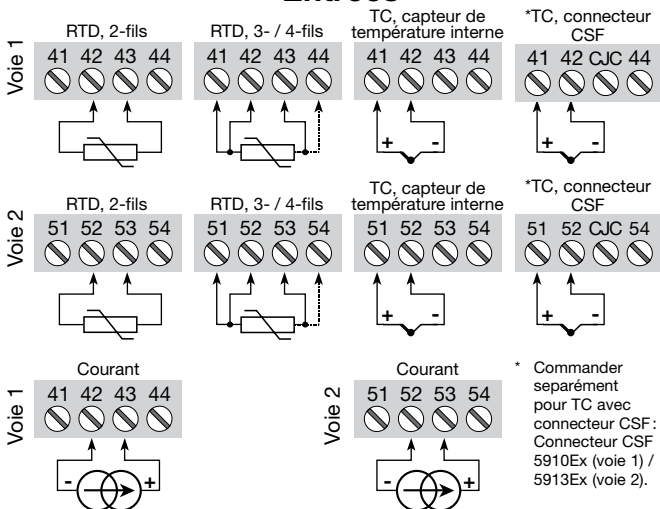 Entrées
Voie 1
RTD, 2-fils
41 42 43 44
RTD, 3- / 4-fils
41 42 43 44
TC, capteur de
température interne
41 42 43 44
+ -
*TC, connecteur
CSF
41 42 CJC 44
+ -
Voie 2
RTD, 2-fils
51 52 53 54
RTD, 3- / 4-fils
51 52 53 54
TC, capteur de
température interne
51 52 53 54
+ -
*TC, connecteur
CSF
51 52 CJC 54
+ -
Voie 1
Courant
41 42 43 44
- +
Voie 2
Courant
51 52 53 54
- +
* Commander
separément
pour TC avec
connecteur CSF:
Connecteur CSF
5910Ex (voie 1) /
5913Ex (voie 2).